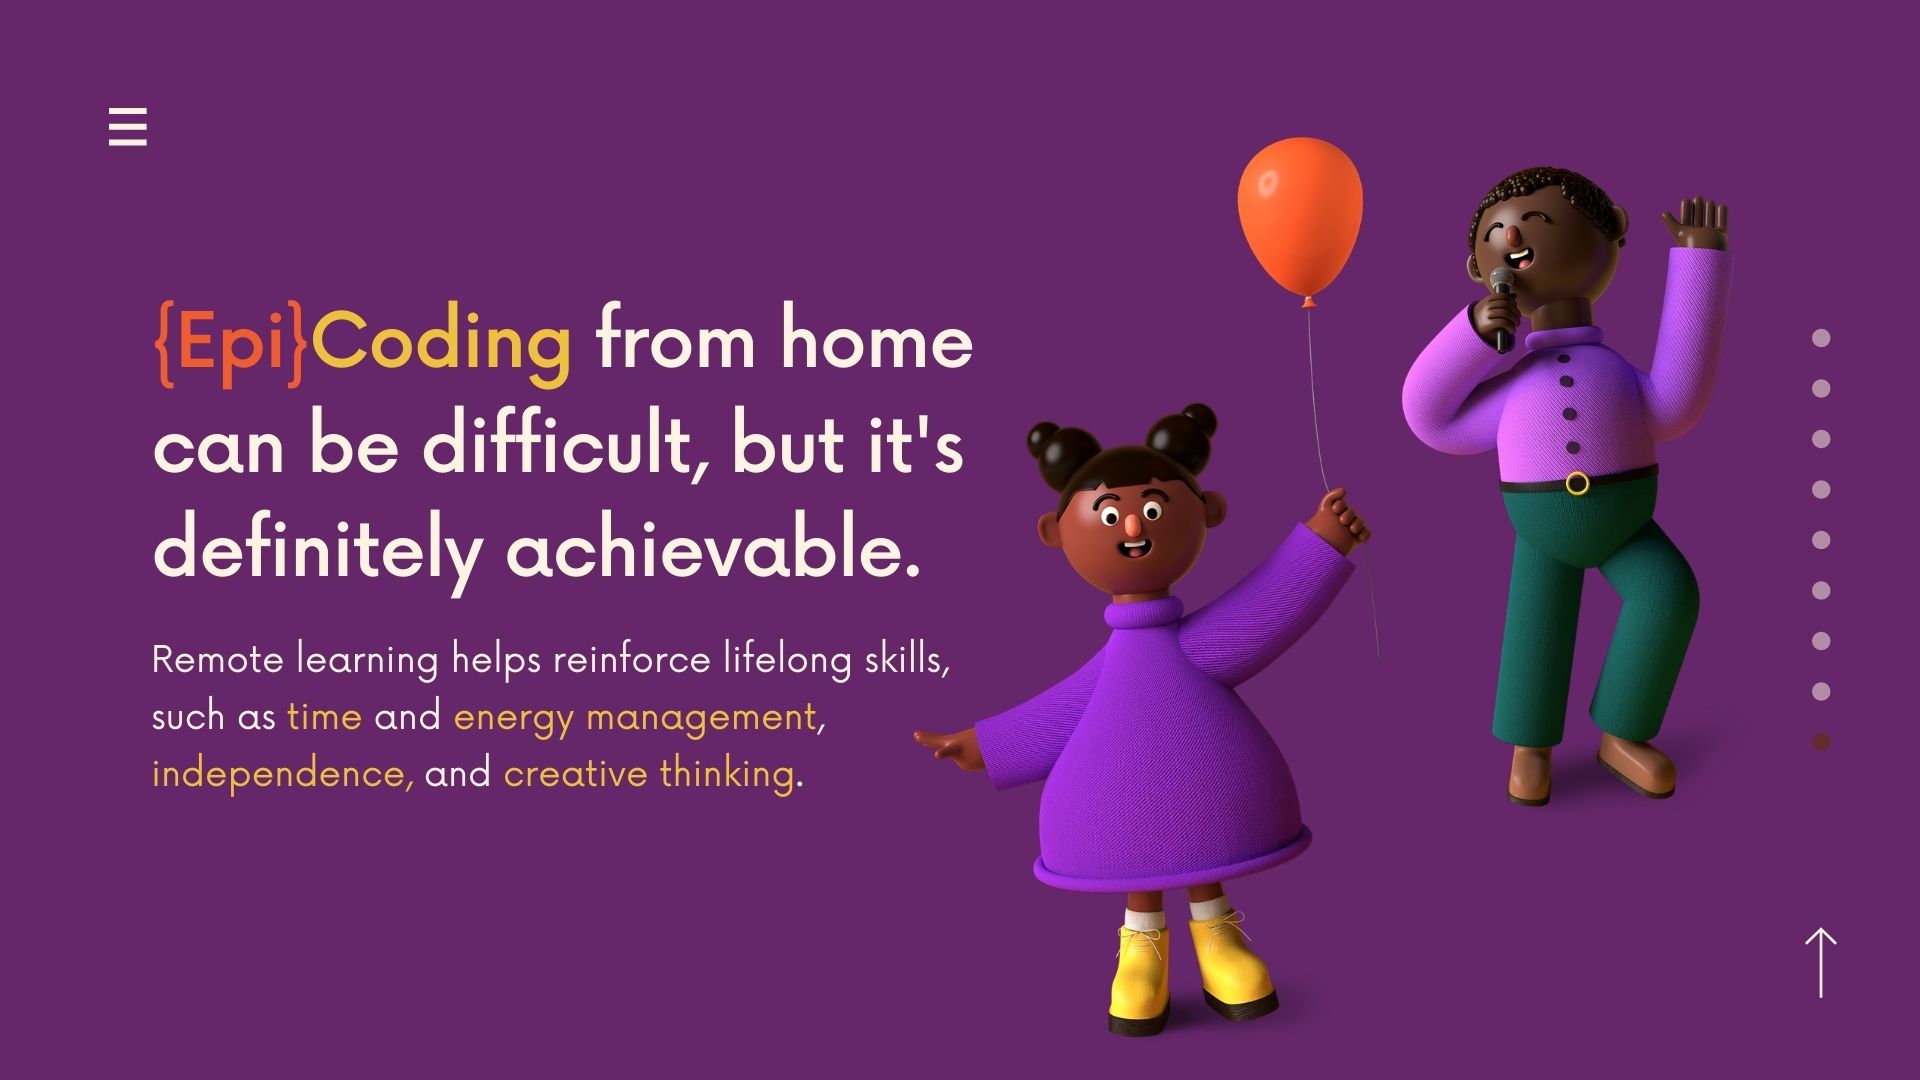 {Epi}Coding from home
can be difficult, but it's
definitely achievable.
Remote learning helps reinforce lifelong skills,
such as time and energy management,
independence, and creative thinking.